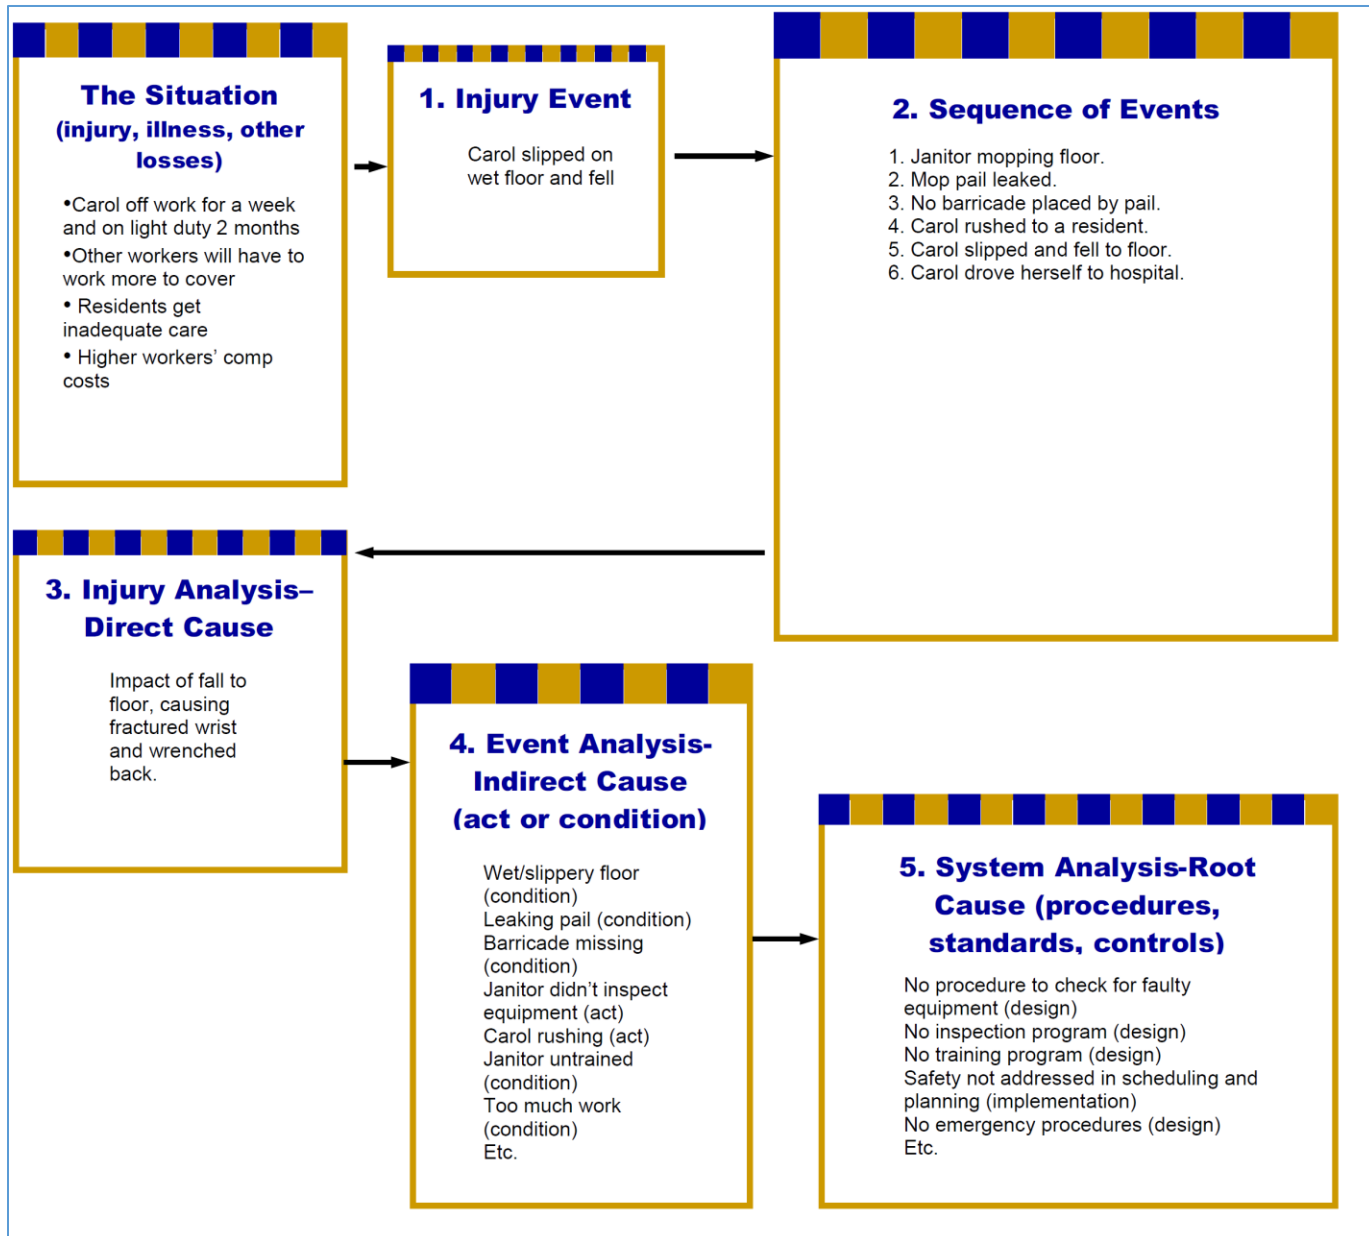 The Situation
(injury, illness, other
losses)
•Carol off work for a week
and on light duty 2 months
•Other workers will have to
work more to cover
• Residents get
inadequate care
• Higher workers’ comp
costs
1. Injury Event
Carol slipped on
wet floor and fell
2. Sequence of Events
1. Janitor mopping floor.
2. Mop pail leaked.
3. No barricade placed by pail.
4. Carol rushed to a resident.
5. Carol slipped and fell to floor.
6. Carol drove herself to hospital.
3. Injury Analysis–
Direct Cause
Impact of fall to
floor, causing
fractured wrist
and wrenched
back.
4. Event Analysis-
Indirect Cause
(act or condition)
Wet/slippery floor
(condition)
Leaking pail (condition)
Barricade missing
(condition)
Janitor didn’t inspect
equipment (act)
Carol rushing (act)
Janitor untrained
(condition)
Too much work
(condition)
Etc.
5. System Analysis-Root
Cause (procedures,
standards, controls)
No procedure to check for faulty
equipment (design)
No inspection program (design)
No training program (design)
Safety not addressed in scheduling and
planning (implementation)
No emergency procedures (design)
Etc.